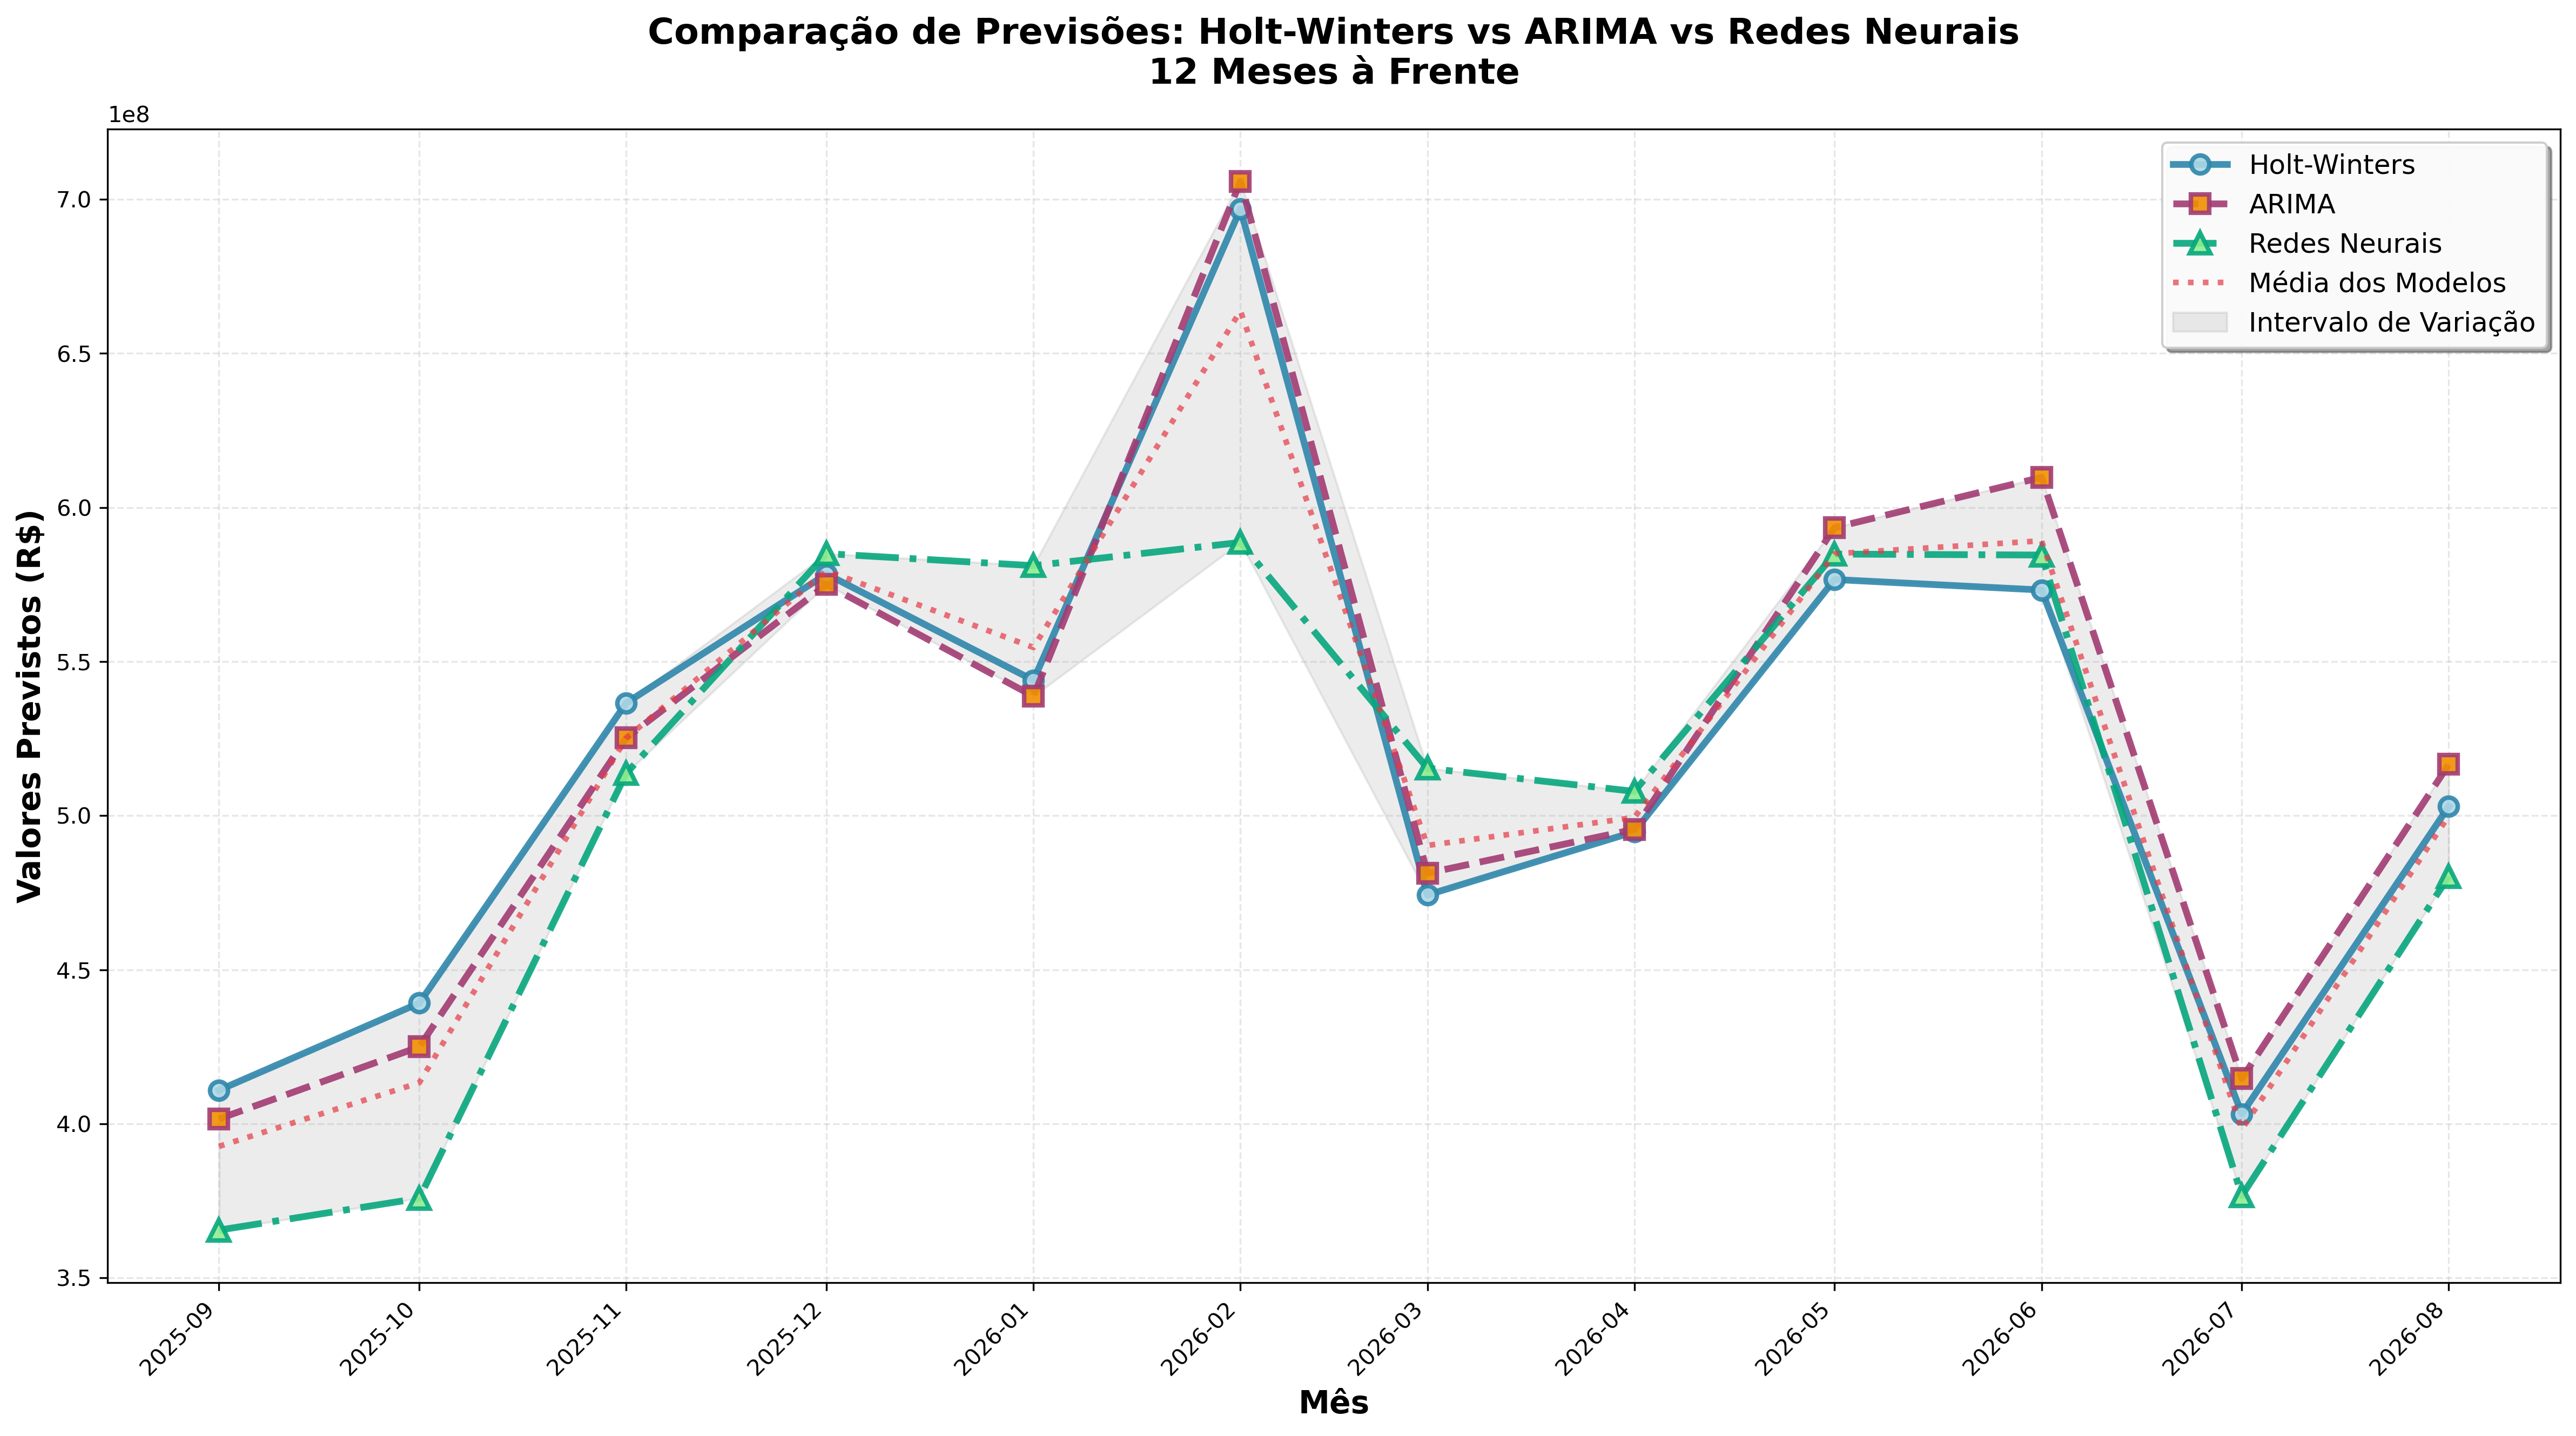 Comparação de Previsões: Holt-Winters vs ARIMA vs Redes Neurais
12 Meses à Frente
1e8
Holt-Winters
ARIMA
Redes Neurais
Média dos Modelos
Intervalo de Variação
Valores Previstos (R$)
7.0
6.5
6.0
5.5
5.0
4.5
4.0
3.5
2025-09
2025-10
2025-11
2025-12
2026-01
2026-02
2026-03
2026-04
2026-05
2026-06
2026-07
2026-08
Mês